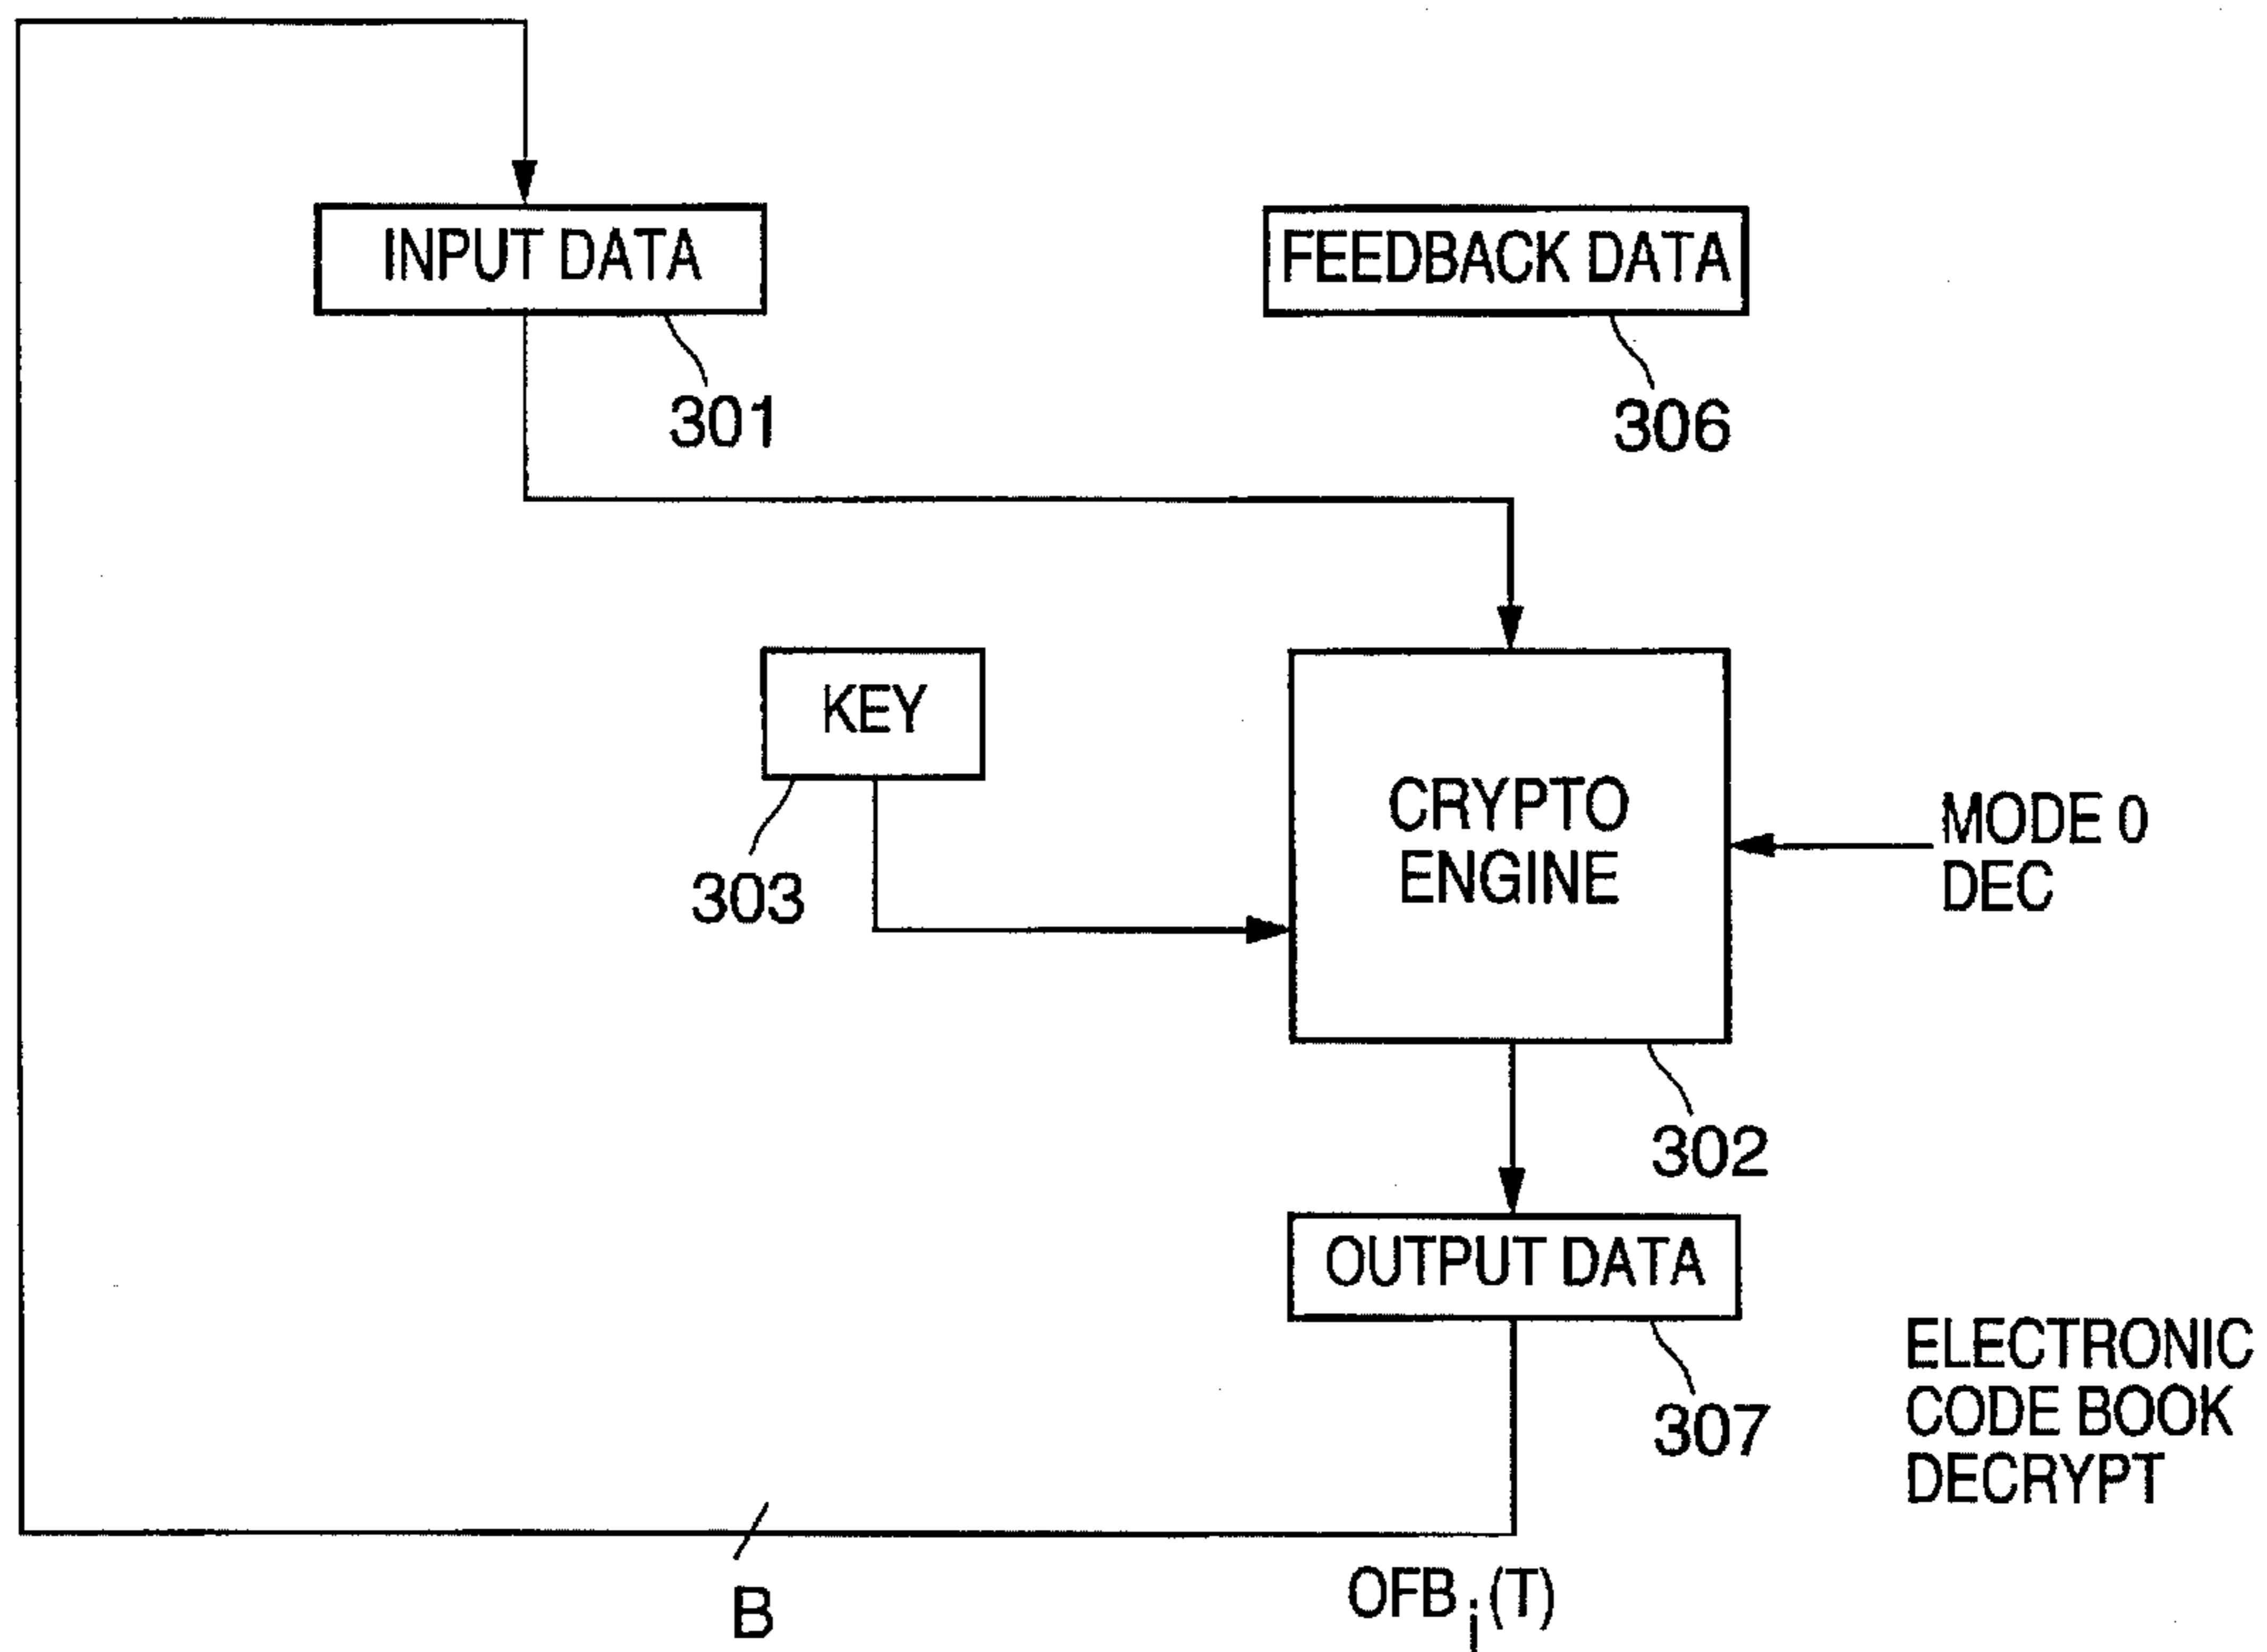 INPUT DATA
301
FEEDBACK DATA
306
KEY
303
CRYPTO
ENGINE
302
MODE 0
DEC
OUTPUT DATA
307
ELECTRONIC
CODE BOOK
DECRYPT
B
OFBi(T)